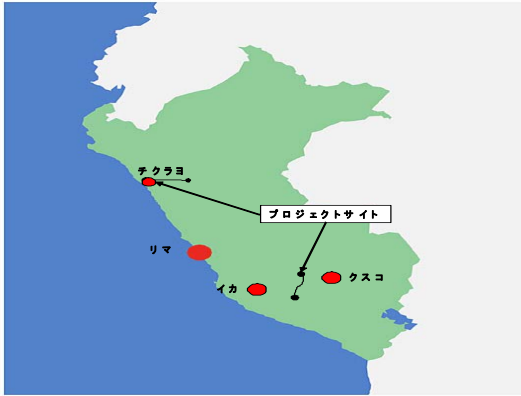 チクラヨ
プロジェクトサイト
リマ
クスコ
イカ